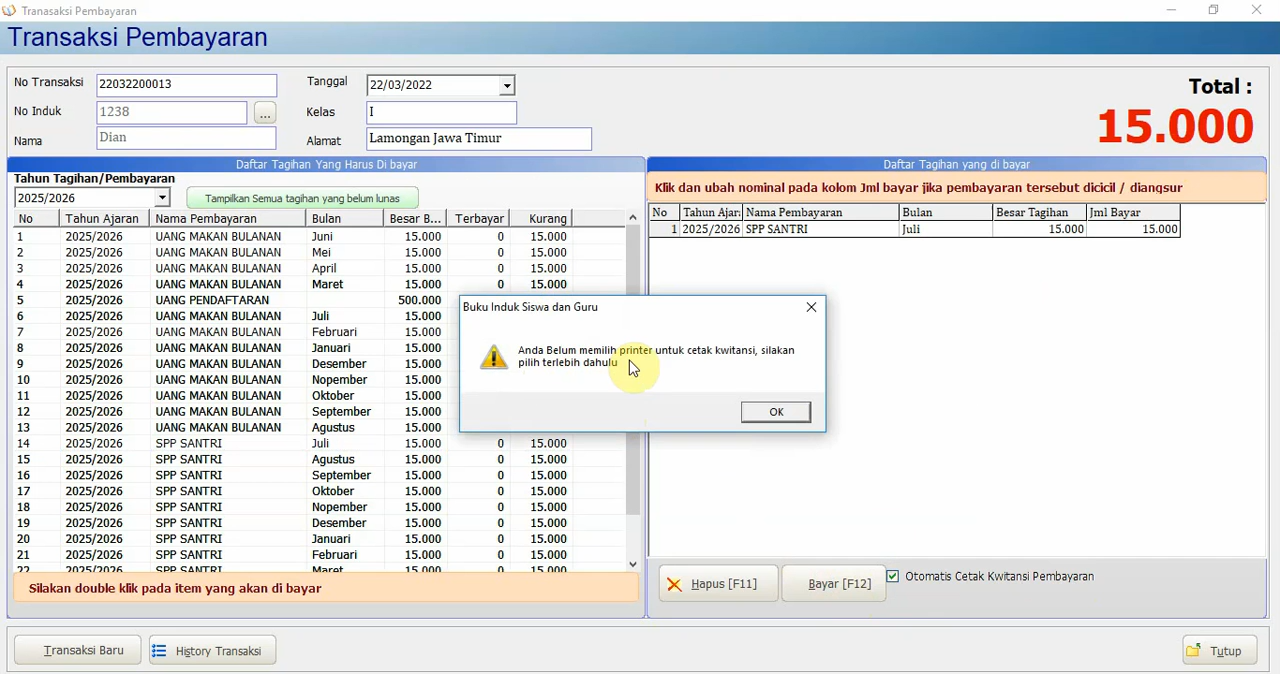 Tranasaksi Pembayaran
Transaksi Pembayaran
No Transaksi 22032200013 Tanggal 22/03/2022 Total :
No Induk 1238 ... Kelas I 15.000
Nama Dian Alamat Lamongan Jawa Timur
Daftar Tagihan Yang Harus Di bayar
Tahun Tagihan/Pembayaran
2025/2026 Tampilkan Semua tagihan yang belum lunas
No Tahun Ajaran Nama Pembayaran Bulan Besar B... Terbayar Kurang
1 2025/2026 UANG MAKAN BULANAN Juni 15.000 0 15.000
2 2025/2026 UANG MAKAN BULANAN Mei 15.000 0 15.000
3 2025/2026 UANG MAKAN BULANAN April 15.000 0 15.000
4 2025/2026 UANG MAKAN BULANAN Maret 15.000 0 15.000
5 2025/2026 UANG PENDAFTARAN 500.000
6 2025/2026 UANG MAKAN BULANAN Juli 15.000
7 2025/2026 UANG MAKAN BULANAN Februari 15.000
8 2025/2026 UANG MAKAN BULANAN Januari 15.000
9 2025/2026 UANG MAKAN BULANAN Desember 15.000
10 2025/2026 UANG MAKAN BULANAN Nopember 15.000
11 2025/2026 UANG MAKAN BULANAN Oktober 15.000
12 2025/2026 UANG MAKAN BULANAN September 15.000
13 2025/2026 UANG MAKAN BULANAN Agustus 15.000
14 2025/2026 SPP SANTRI Juli 15.000 0 15.000
15 2025/2026 SPP SANTRI Agustus 15.000 0 15.000
16 2025/2026 SPP SANTRI September 15.000 0 15.000
17 2025/2026 SPP SANTRI Oktober 15.000 0 15.000
18 2025/2026 SPP SANTRI Nopember 15.000 0 15.000
19 2025/2026 SPP SANTRI Desember 15.000 0 15.000
20 2025/2026 SPP SANTRI Januari 15.000 0 15.000
21 2025/2026 SPP SANTRI Februari 15.000 0 15.000
22 2025/2026 SPP SANTRI Maret 15.000 0 15.000
Silakan double klik pada item yang akan di bayar
Daftar Tagihan yang di bayar
Klik dan ubah nominal pada kolom Jml bayar jika pembayaran tersebut dicicil / diangsur
No Tahun Ajar: Nama Pembayaran Bulan Besar Tagihan Jml Bayar
1 2025/2026 SPP SANTRI Juli 15.000 15.000
Buku Induk Siswa dan Guru
Anda Belum memilih printer untuk cetak kwitansi, silakan
pilih terlebih dahulu
OK
Hapus [F11] Bayar [F12] Otomatis Cetak Kwitansi Pembayaran
Transaksi Baru History Transaksi Tutup